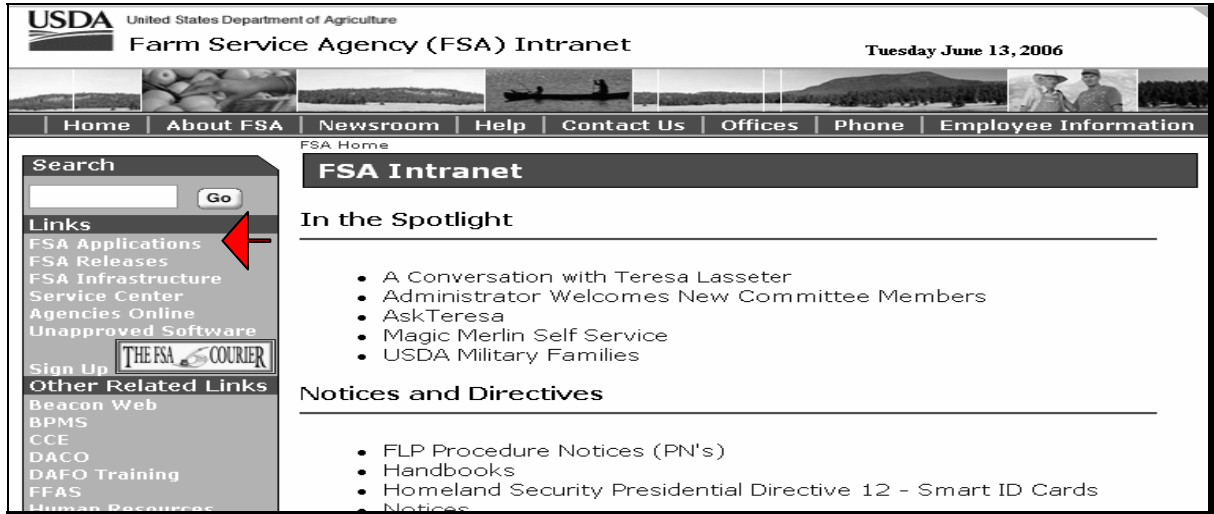 USDA United States Department of Agriculture
Farm Service Agency (FSA) Intranet
Tuesday June 13, 2006
Home | About FSA | Newsroom | Help | Contact Us | Offices | Phone | Employee Information
FSA Home
Search
Go
Links
FSA Applications
FSA Releases
FSA Infrastructure
Service Center
Agencies Online
Unapproved Software
Sign Up THE FSA COURIER
Other Related Links
Beacon Web
BPMS
CCE
DACO
DAFO Training
FFAS
Human Resources
FSA Intranet
In the Spotlight
• A Conversation with Teresa Lasseter
• Administrator Welcomes New Committee Members
• AskTeresa
• Magic Merlin Self Service
• USDA Military Families
Notices and Directives
• FLP Procedure Notices (PN's)
• Handbooks
• Homeland Security Presidential Directive 12 - Smart ID Cards
• Notices